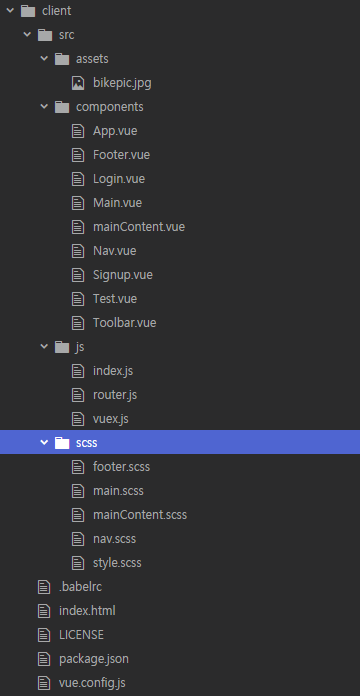 client
src
assets
bikepic.jpg
components
App.vue
Footer.vue
Login.vue
Main.vue
mainContent.vue
Nav.vue
Signup.vue
Test.vue
Toolbar.vue
js
index.js
router.js
vuex.js
scss
footer.scss
main.scss
mainContent.scss
nav.scss
style.scss
.babelrc
index.html
LICENSE
package.json
vue.config.js